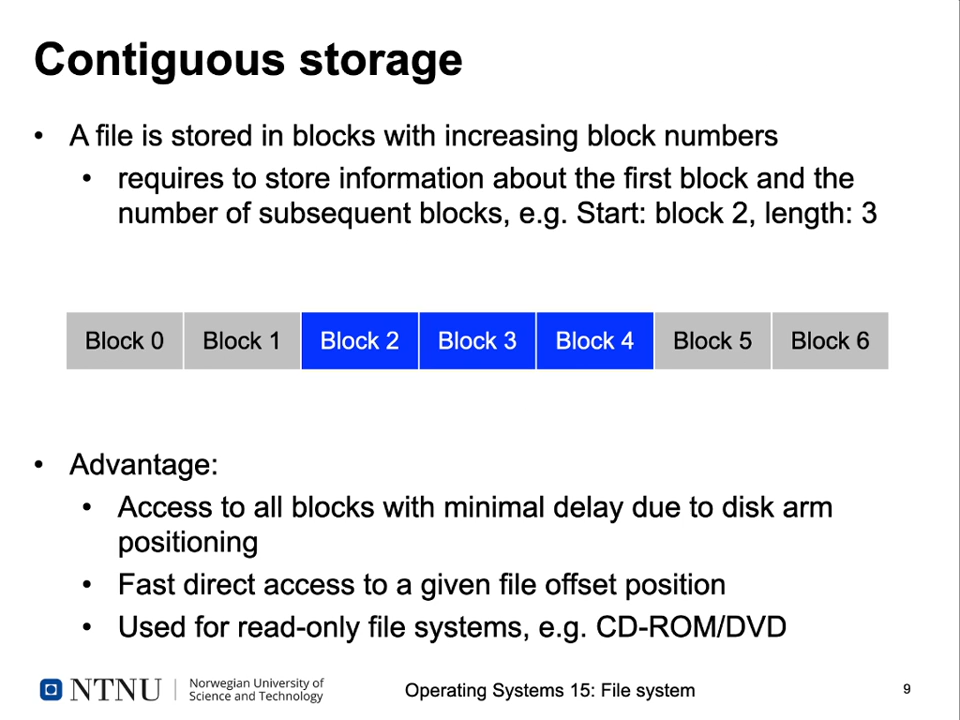 Contiguous storage
• A file is stored in blocks with increasing block numbers
• requires to store information about the first block and the
number of subsequent blocks, e.g. Start: block 2, length: 3
Block 0 Block 1 Block 2 Block 3 Block 4 Block 5 Block 6
• Advantage:
• Access to all blocks with minimal delay due to disk arm
positioning
• Fast direct access to a given file offset position
• Used for read-only file systems, e.g. CD-ROM/DVD
NTNU
Norwegian University of
Science and Technology
Operating Systems 15: File system
9